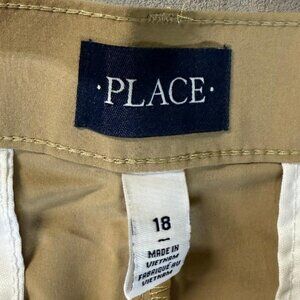 ·PLACE·
18
MADE IN
VIETNAM
FABRIQUÉ AU
VIETNAM